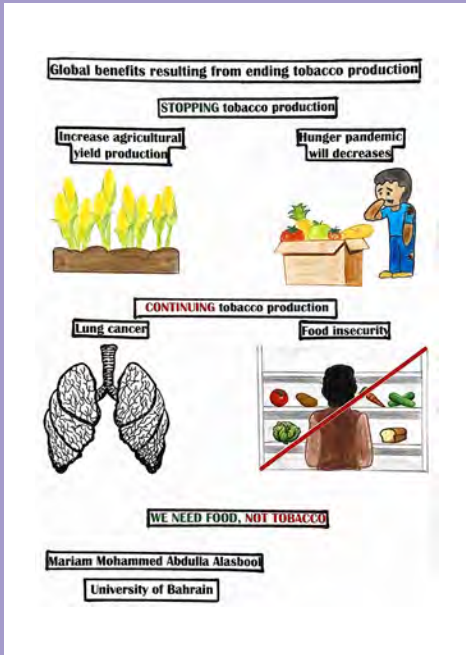 Global benefits resulting from ending tobacco production
STOPPING tobacco production
Increase agricultural
yield production
Hunger pandemic
will decreases
CONTINUING tobacco production
Lung cancer
Food insecurity
WE NEED FOOD, NOT TOBACCO
Mariam Mohammed Abdulla Alasbool
University of Bahrain